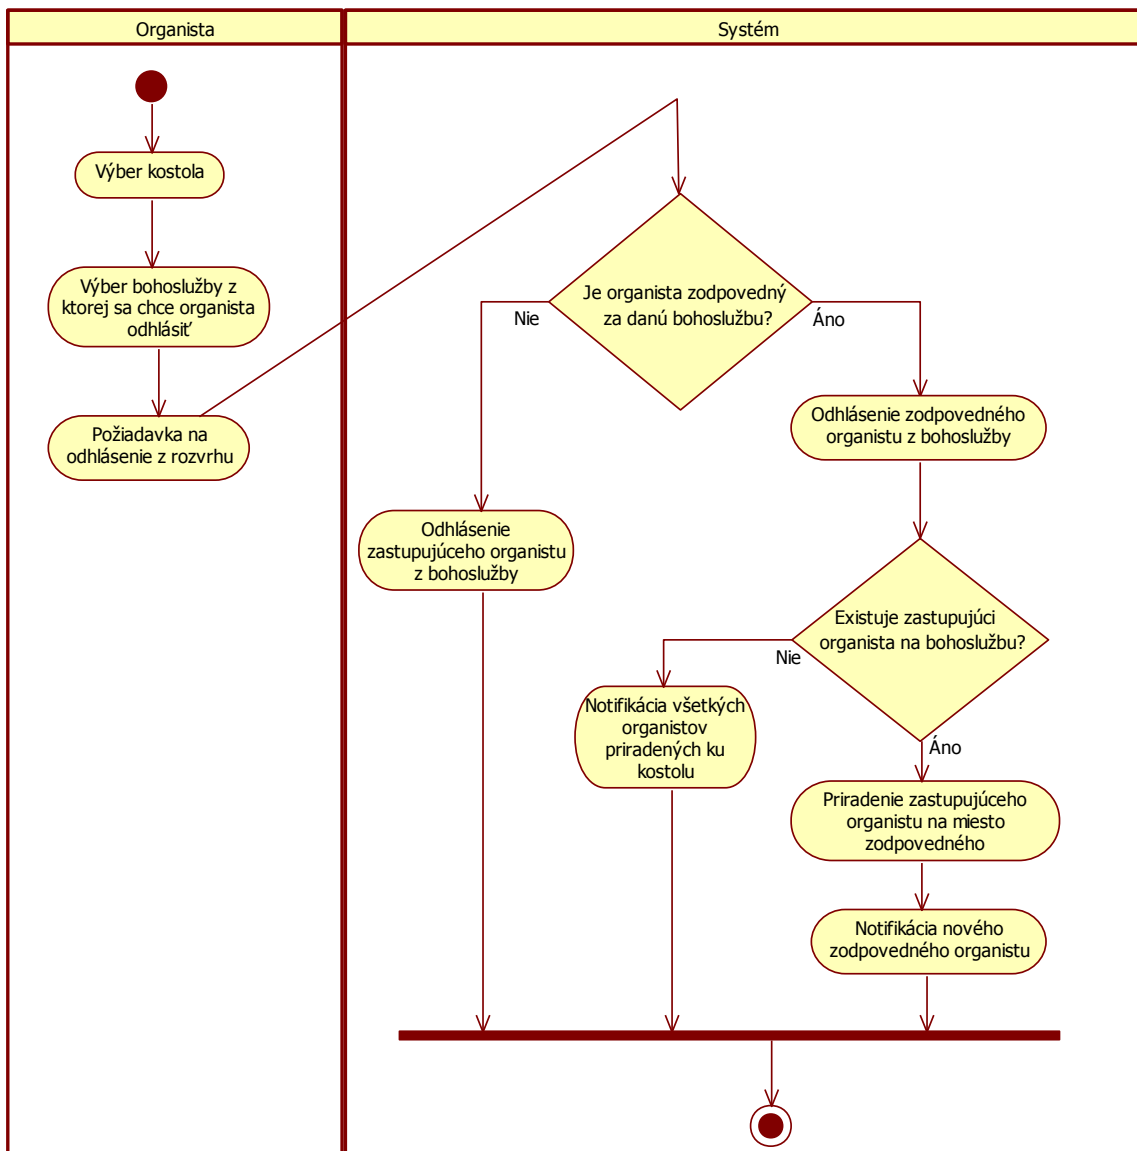 Organista
Systém
Výber kostola
Výber bohoslužby z
ktorej sa chce organista
odhlásiť
Požiadavka na
odhlásenie z rozvrhu
Je organista zodpovedný
za danú bohoslužbu?
Nie
Áno
Odhlásenie zodpovedného
organistu z bohoslužby
Odhlásenie
zastupujúceho organistu
z bohoslužby
Existuje zastupujúci
organista na bohoslužbu?
Nie
Áno
Notifikácia všetkých
organistov
priradených ku
kostolu
Priradenie zastupujúceho
organistu na miesto
zodpovedného
Notifikácia nového
zodpovedného organistu